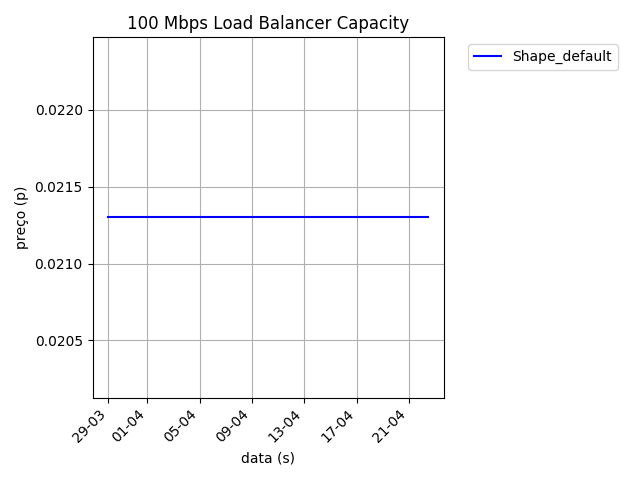 100 Mbps Load Balancer Capacity
Shape_default
preço (p)
0.0220
0.0215
0.0210
0.0205
29-03
01-04
05-04
09-04
13-04
17-04
21-04
data (s)